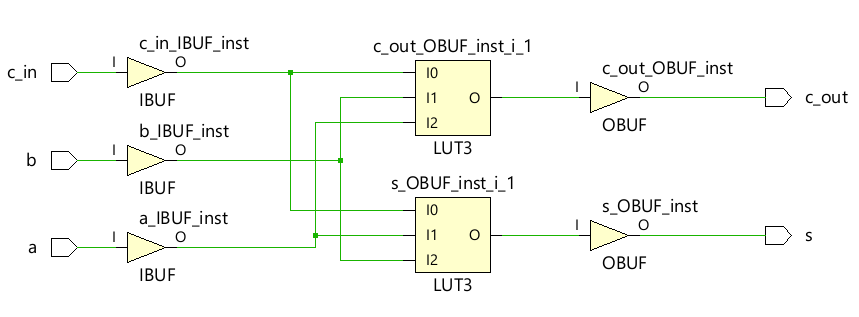 c_in_IBUF_inst
c_out_OBUF_inst_i_1
c_in
I
O
IBUF
I0
I1
I2
O
LUT3
c_out_OBUF_inst
I
O
OBUF
c_out
b_IBUF_inst
b
I
O
IBUF
s_OBUF_inst_i_1
a_IBUF_inst
a
I
O
IBUF
I0
I1
I2
O
LUT3
s_OBUF_inst
I
O
OBUF
s